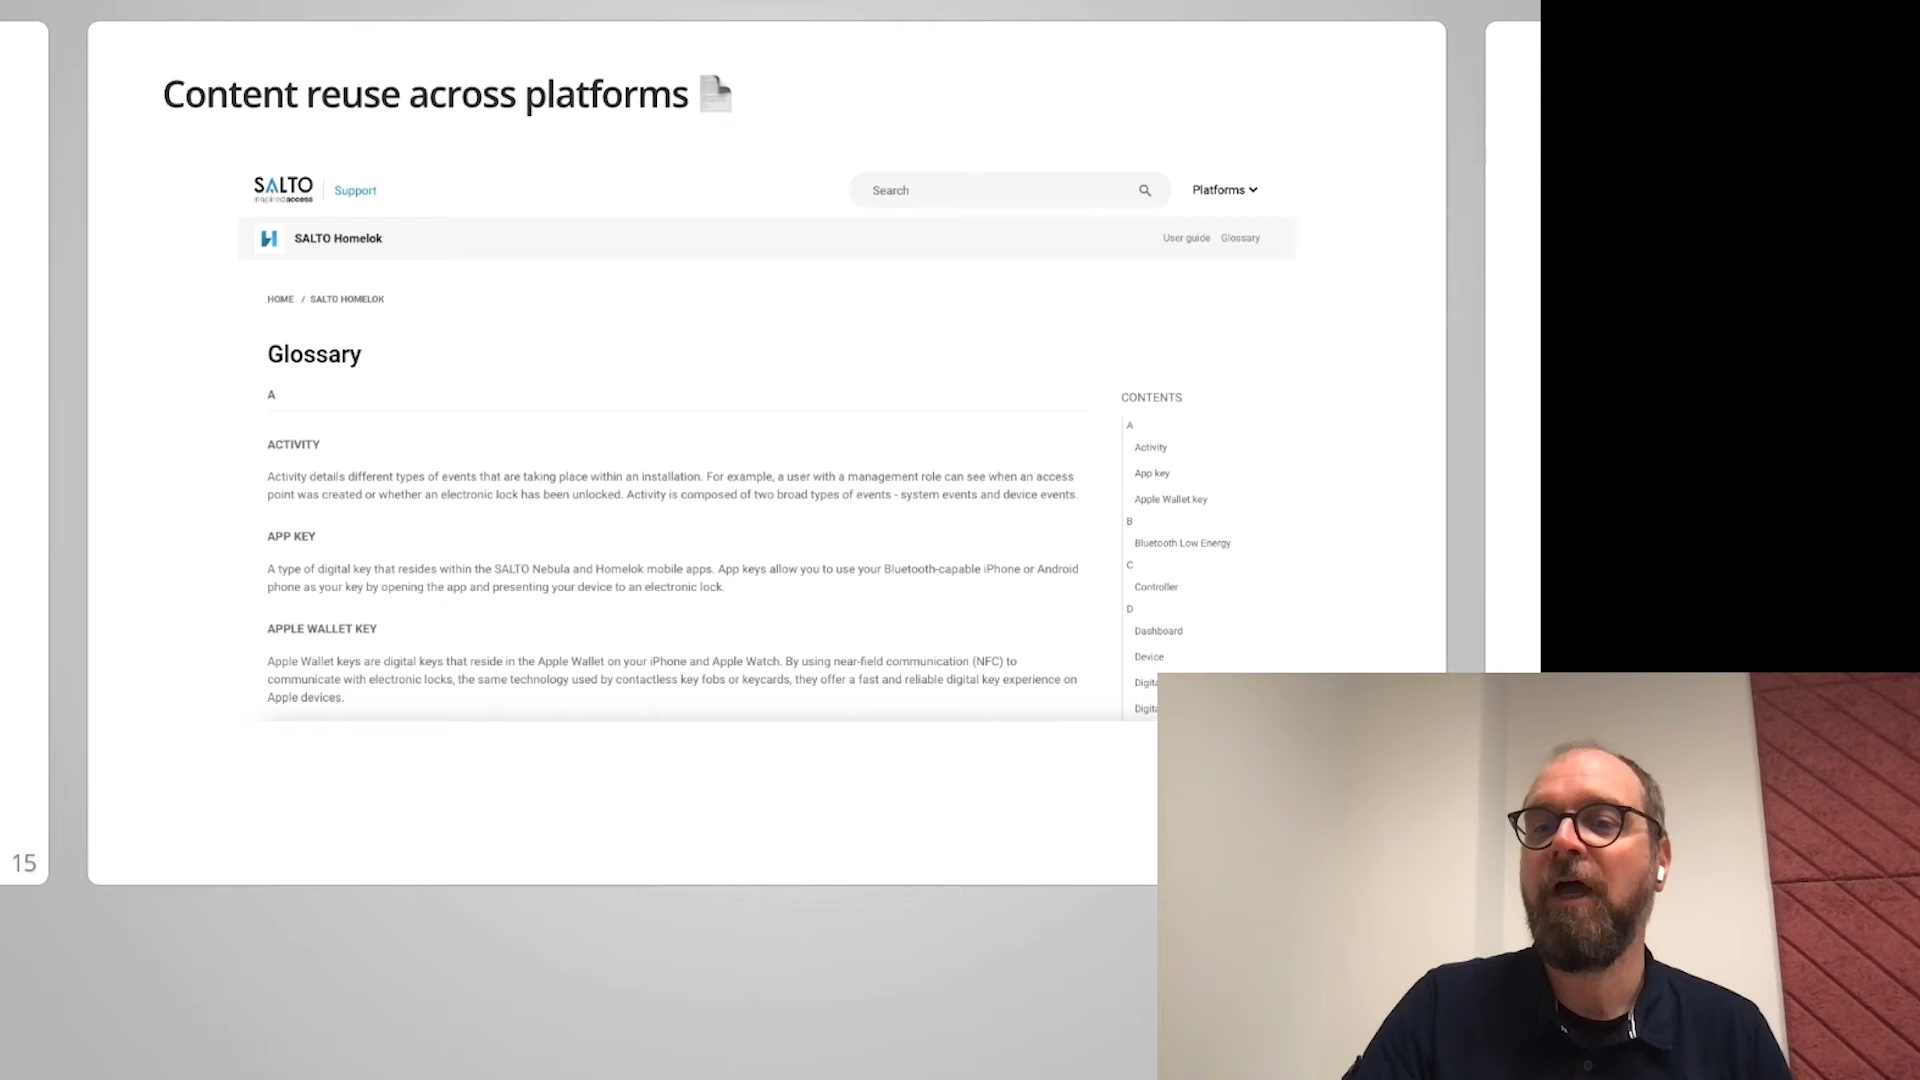 Content reuse across platforms
SALTO
inspiredaccess
Support
Search
Platforms
SALTO Homelok
User guide
Glossary
HOME / SALTO HOMELOK
Glossary
A
ACTIVITY
Activity details different types of events that are taking place within an installation. For example, a user with a management role can see when an access
point was created or whether an electronic lock has been unlocked. Activity is composed of two broad types of events - system events and device events.
APP KEY
A type of digital key that resides within the SALTO Nebula and Homelok mobile apps. App keys allow you to use your Bluetooth-capable iPhone or Android
phone as your key by opening the app and presenting your device to an electronic lock.
APPLE WALLET KEY
Apple Wallet keys are digital keys that reside in the Apple Wallet on your iPhone and Apple Watch. By using near-field communication (NFC) to
communicate with electronic locks, the same technology used by contactless key fobs or keycards, they offer a fast and reliable digital key experience on
Apple devices.
CONTENTS
A
Activity
App key
Apple Wallet key
B
Bluetooth Low Energy
C
Controller
D
Dashboard
Device
Digita
Digita
15